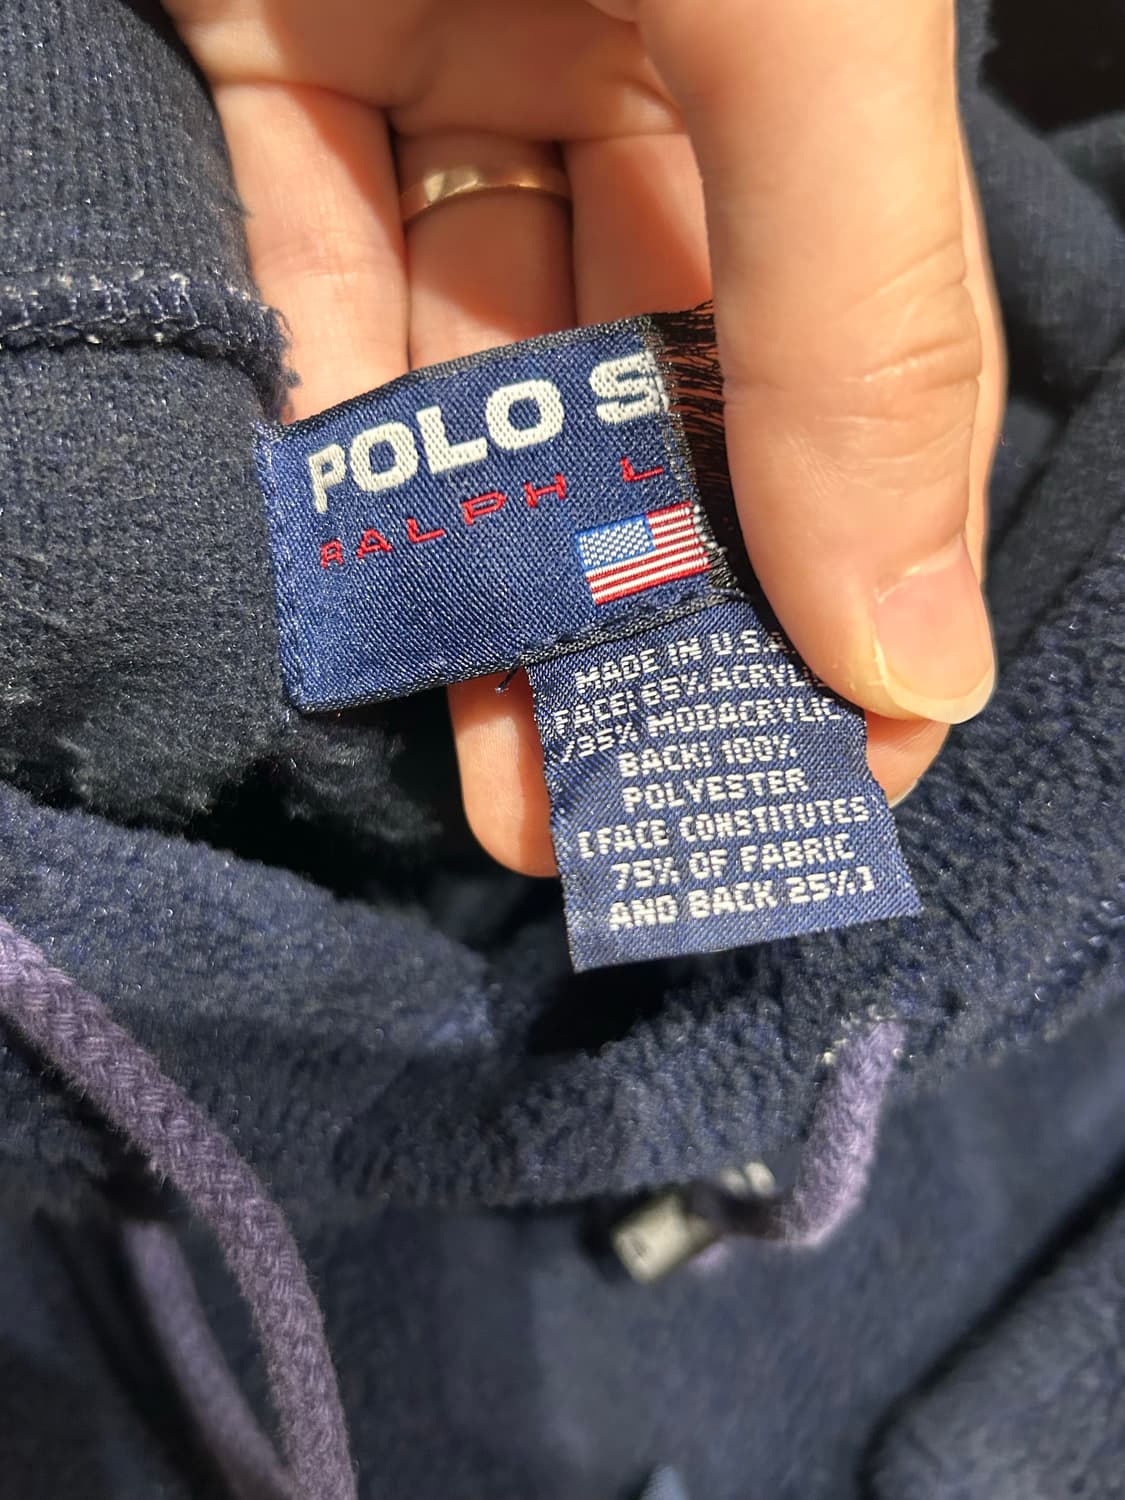 POLO S
RALPH L
MADE IN U.S.A
FACE: 65% ACRYLIC
/35% MODACRYLIC
BACK: 100%
POLYESTER
[FACE CONSTITUTES
75% OF FABRIC
AND BACK 25%]